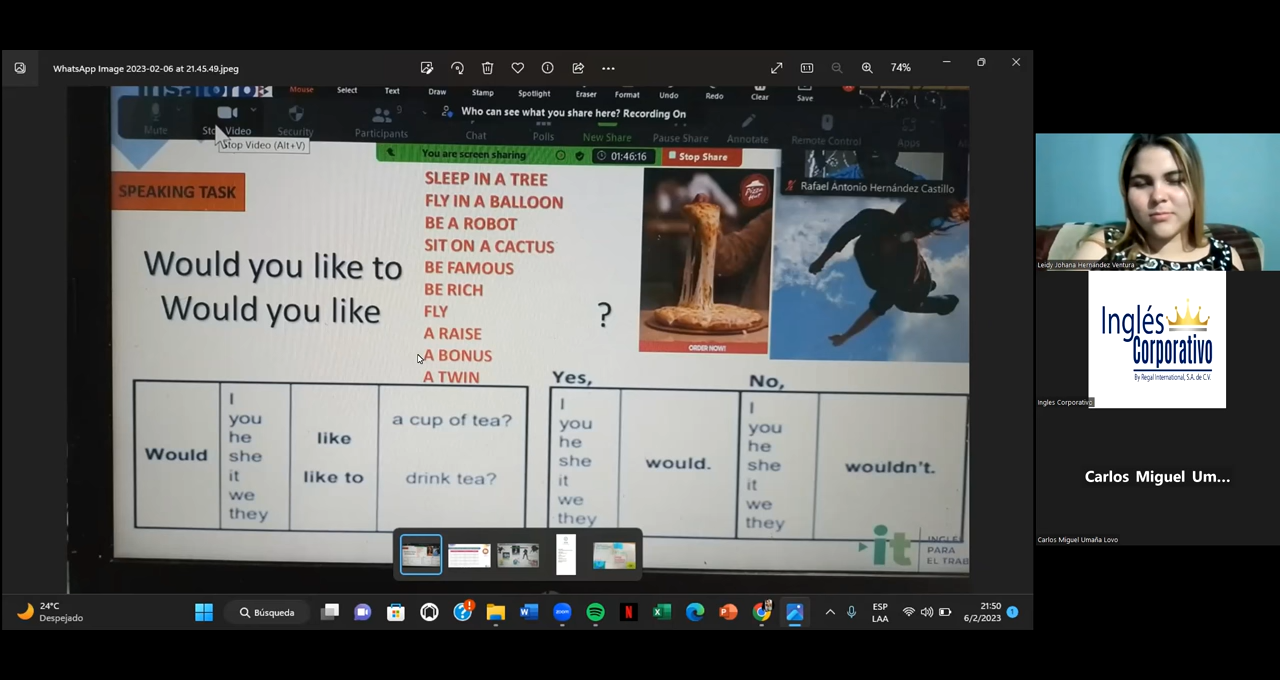 WhatsApp Image 2023-02-06 at 21.45.49.jpeg
74%
Mouse
Select
Text
Draw
Stamp
Spotlight
Eraser
Format
Undo
Redo
Clear
Save
Mute
Stop Video
Security
Participants
9
Chat
Polls
New Share
Pause Share
Annotate
Remote Control
Apps
Who can see what you share here? Recording On
Stop Video (Alt+V)
You are screen sharing
01:46:16
Stop Share
Rafael Antonio Hernández Castillo
SPEAKING TASK
Would you like to
Would you like
SLEEP IN A TREE
FLY IN A BALLOON
BE A ROBOT
SIT ON A CACTUS
BE FAMOUS
BE RICH
FLY
A RAISE
A BONUS
A TWIN
?
Pizza Hut
ORDER NOW!
Would
I
you
he
she
it
we
they
like
like to
a cup of tea?
drink tea?
Yes,
I
you
he
she
it
we
they
would.
No,
I
you
he
she
it
we
they
wouldn't.
it
INGLÉS
PARA
EL TRAB
24°C
Despejado
Búsqueda
ESP
LAA
21:50
6/2/2023
1
Leidy Johana Hernández Ventura
Inglés
Corporativo
By Regal International, S.A. de C.V.
Ingles Corporativo
Carlos Miguel Um...
Carlos Miguel Umaña Lovo